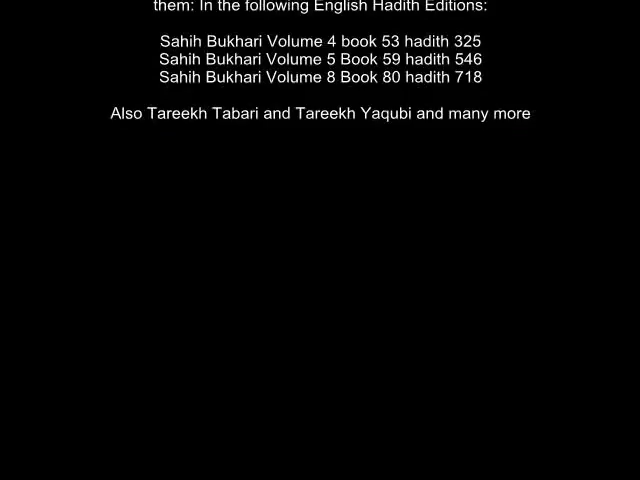 them: In the following English Hadith Editions:
Sahih Bukhari Volume 4 book 53 hadith 325
Sahih Bukhari Volume 5 Book 59 hadith 546
Sahih Bukhari Volume 8 Book 80 hadith 718
Also Tareekh Tabari and Tareekh Yaqubi and many more